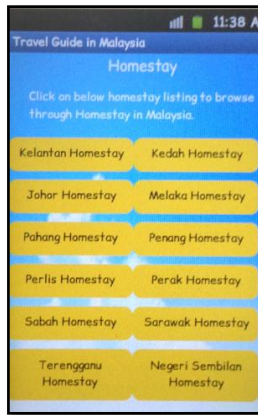 11:38 A
Travel Guide in Malaysia
Homestay
Click on below homestay listing to browse
through Homestay in Malaysia.
Kelantan Homestay
Kedah Homestay
Johor Homestay
Melaka Homestay
Pahang Homestay
Penang Homestay
Perlis Homestay
Perak Homestay
Sabah Homestay
Sarawak Homestay
Terengganu
Homestay
Negeri Sembilan
Homestay